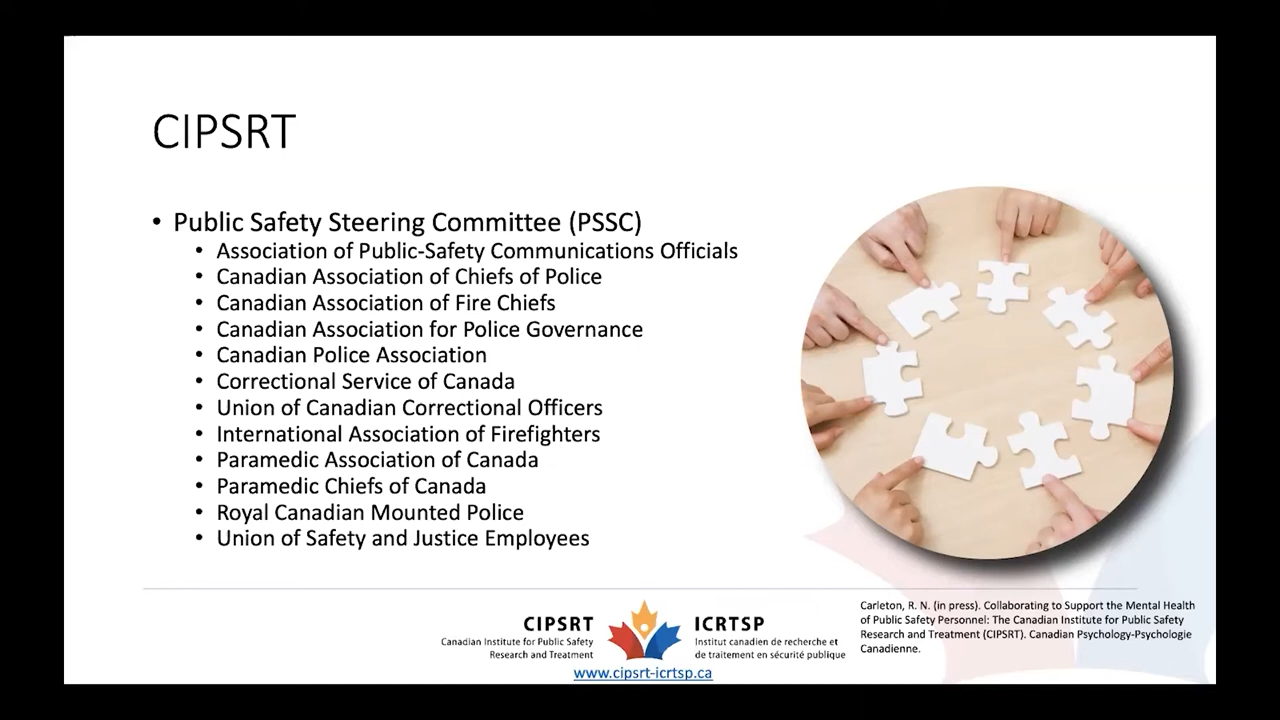 CIPSRT
• Public Safety Steering Committee (PSSC)
• Association of Public-Safety Communications Officials
• Canadian Association of Chiefs of Police
• Canadian Association of Fire Chiefs
• Canadian Association for Police Governance
• Canadian Police Association
• Correctional Service of Canada
• Union of Canadian Correctional Officers
• International Association of Firefighters
• Paramedic Association of Canada
• Paramedic Chiefs of Canada
• Royal Canadian Mounted Police
• Union of Safety and Justice Employees
CIPSRT
Canadian Institute for Public Safety
Research and Treatment
ICRTSP
Institut canadien de recherche et
de traitement en sécurité publique
www.cipsrt-icrtsp.ca
Carleton, R. N. (in press). Collaborating to Support the Mental Health
of Public Safety Personnel: The Canadian Institute for Public Safety
Research and Treatment (CIPSRT). Canadian Psychology-Psychologie
Canadienne.